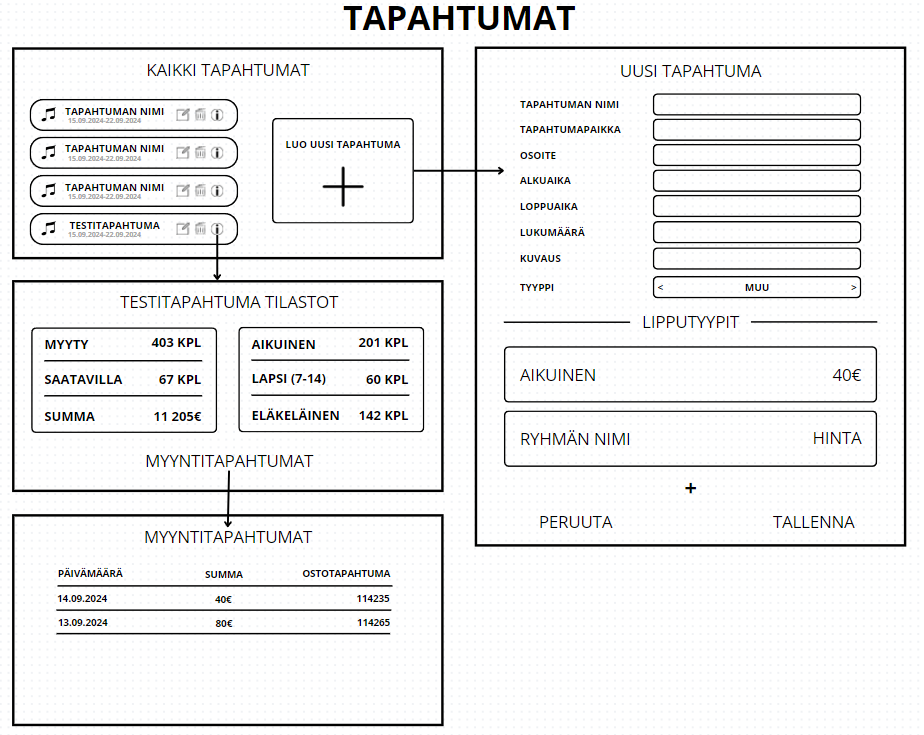 TAPAHTUMAT
KAIKKI TAPAHTUMAT
TAPAHTUMAN NIMI
15.09.2024-22.09.2024
TAPAHTUMAN NIMI
15.09.2024-22.09.2024
TAPAHTUMAN NIMI
15.09.2024-22.09.2024
TESTITAPAHTUMA
15.09.2024-22.09.2024
LUO UUSI TAPAHTUMA
TESTITAPAHTUMA TILASTOT
MYYTY 403 KPL
SAATAVILLA 67 KPL
SUMMA 11 205€
AIKUINEN 201 KPL
LAPSI (7-14) 60 KPL
ELÄKELÄINEN 142 KPL
MYYNTITAPAHTUMAT
MYYNTITAPAHTUMAT
PÄIVÄMÄÄRÄ SUMMA OSTOTAPAHTUMA
14.09.2024 40€ 114235
13.09.2024 80€ 114265
UUSI TAPAHTUMA
TAPAHTUMAN NIMI
TAPAHTUMAPAIKKA
OSOITE
ALKUAIKA
LOPPUAIKA
LUKUMÄÄRÄ
KUVAUS
TYYPPI < MUU >
LIPPUTYYPIT
AIKUINEN 40€
RYHMÄN NIMI HINTA
+
PERUUTA TALLENNA